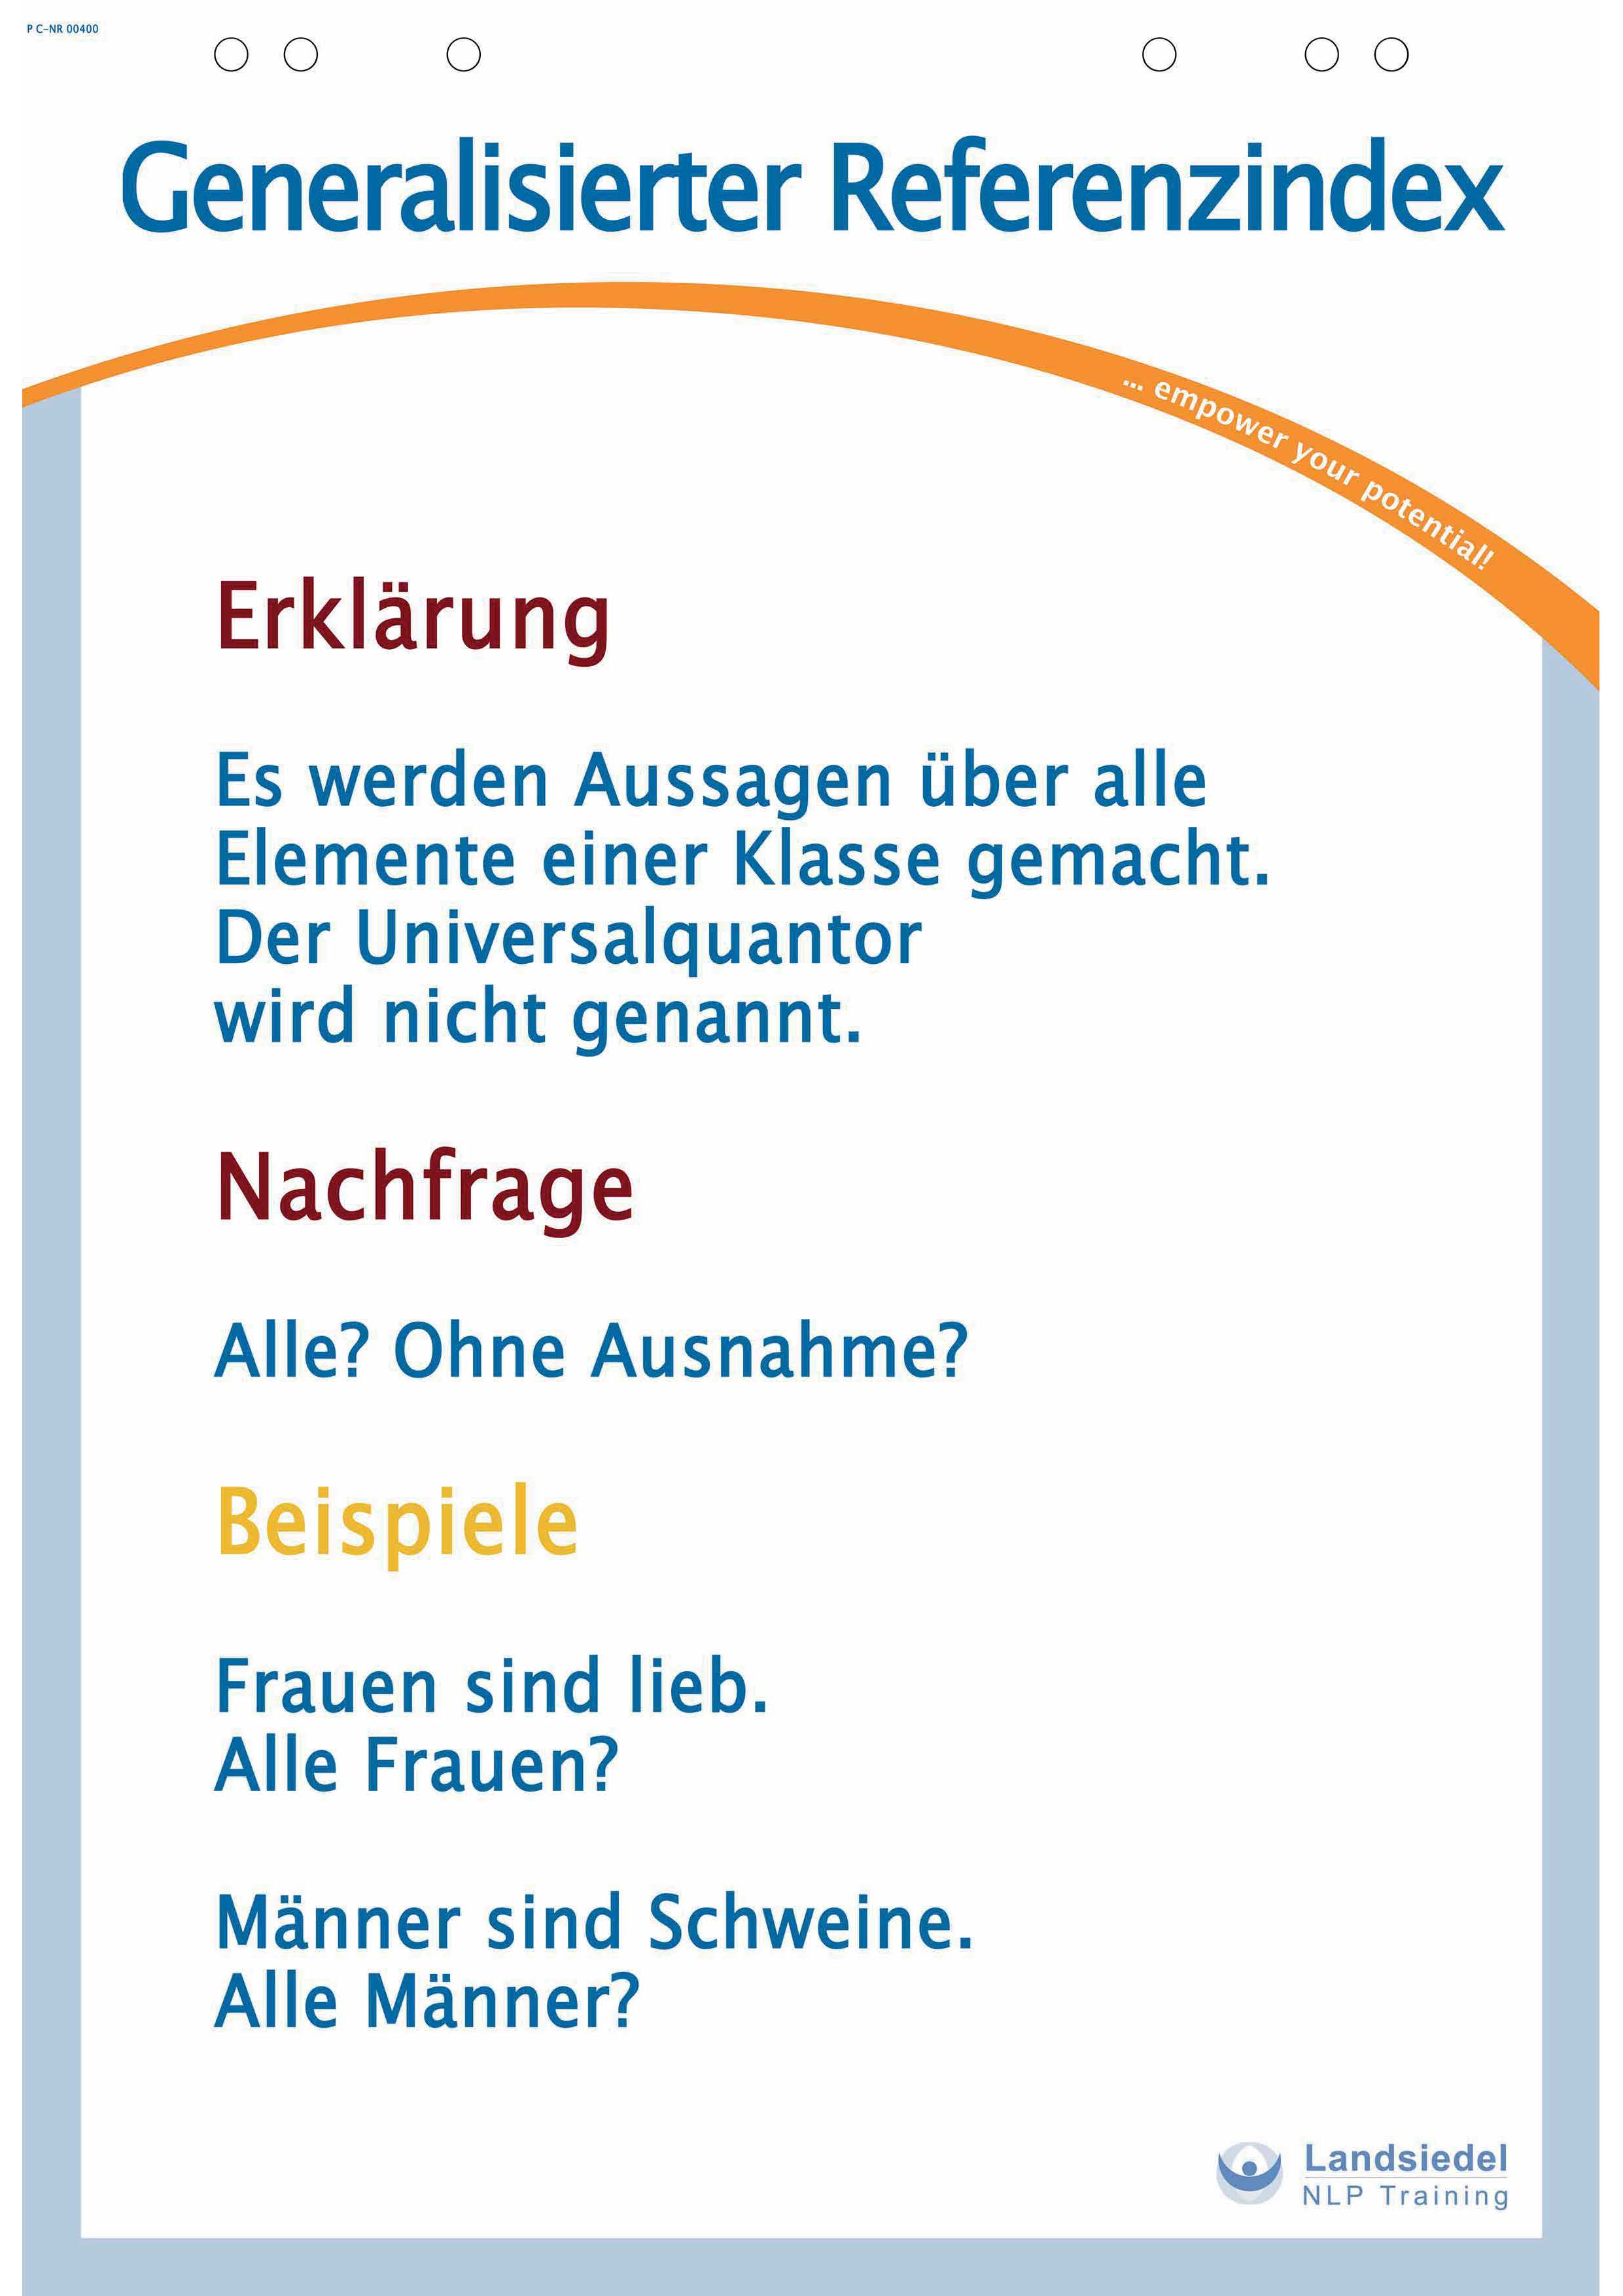 P C-NR 00400
Generalisierter Referenzindex
... empower your potential!
Erklärung
Es werden Aussagen über alle
Elemente einer Klasse gemacht.
Der Universalquantor
wird nicht genannt.
Nachfrage
Alle? Ohne Ausnahme?
Beispiele
Frauen sind lieb.
Alle Frauen?
Männer sind Schweine.
Alle Männer?
Landsiedel
NLP Training